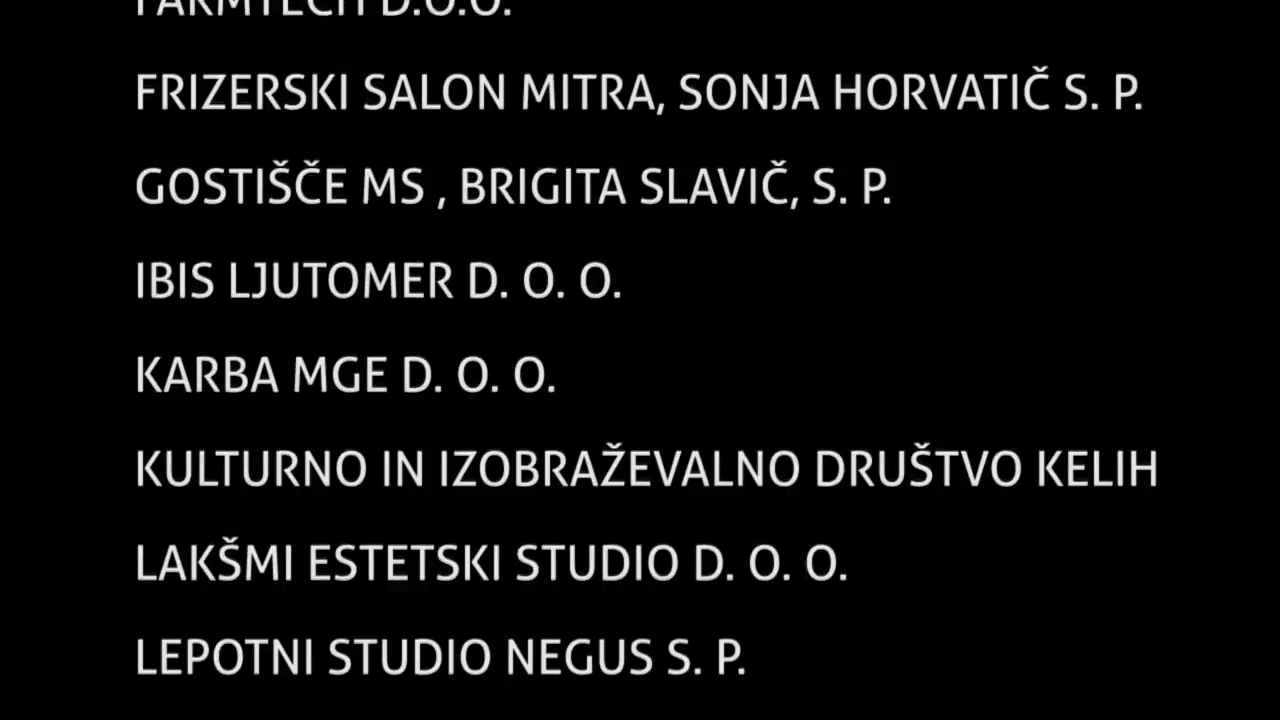 FARMTECH D.O.O.
FRIZERSKI SALON MITRA, SONJA HORVATIČ S. P.
GOSTIŠČE MS , BRIGITA SLAVIČ, S. P.
IBIS LJUTOMER D. O. O.
KARBA MGE D. O. O.
KULTURNO IN IZOBRAŽEVALNO DRUŠTVO KELIH
LAKŠMI ESTETSKI STUDIO D. O. O.
LEPOTNI STUDIO NEGUS S. P.